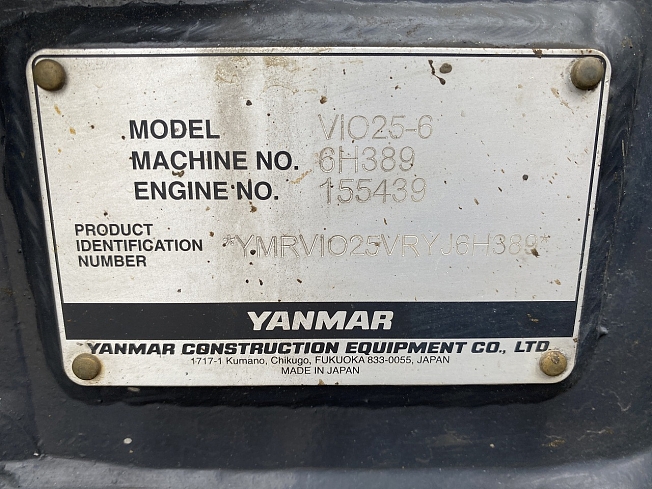 MODEL VIO25-6
MACHINE NO. 6H389
ENGINE NO. 155439
PRODUCT
IDENTIFICATION
NUMBER
*YMRVIO25VRYJ6H389*
YANMAR
YANMAR CONSTRUCTION EQUIPMENT CO., LTD.
1717-1 Kumano, Chikugo, FUKUOKA 833-0055, JAPAN
MADE IN JAPAN